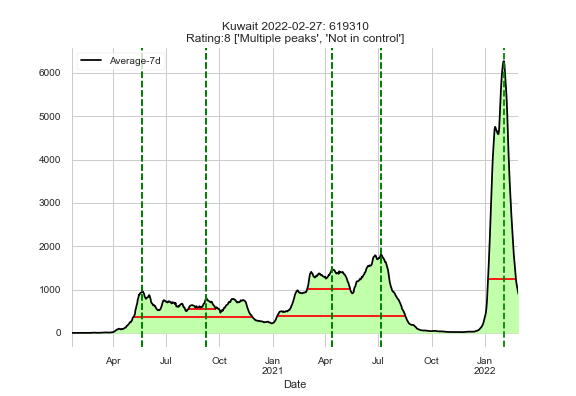 Kuwait 2022-02-27: 619310
Rating:8 ['Multiple peaks', 'Not in control']
Average-7d
6000
5000
4000
3000
2000
1000
0
Apr Jul Oct Jan Apr Jul Oct Jan
2021 2022
Date